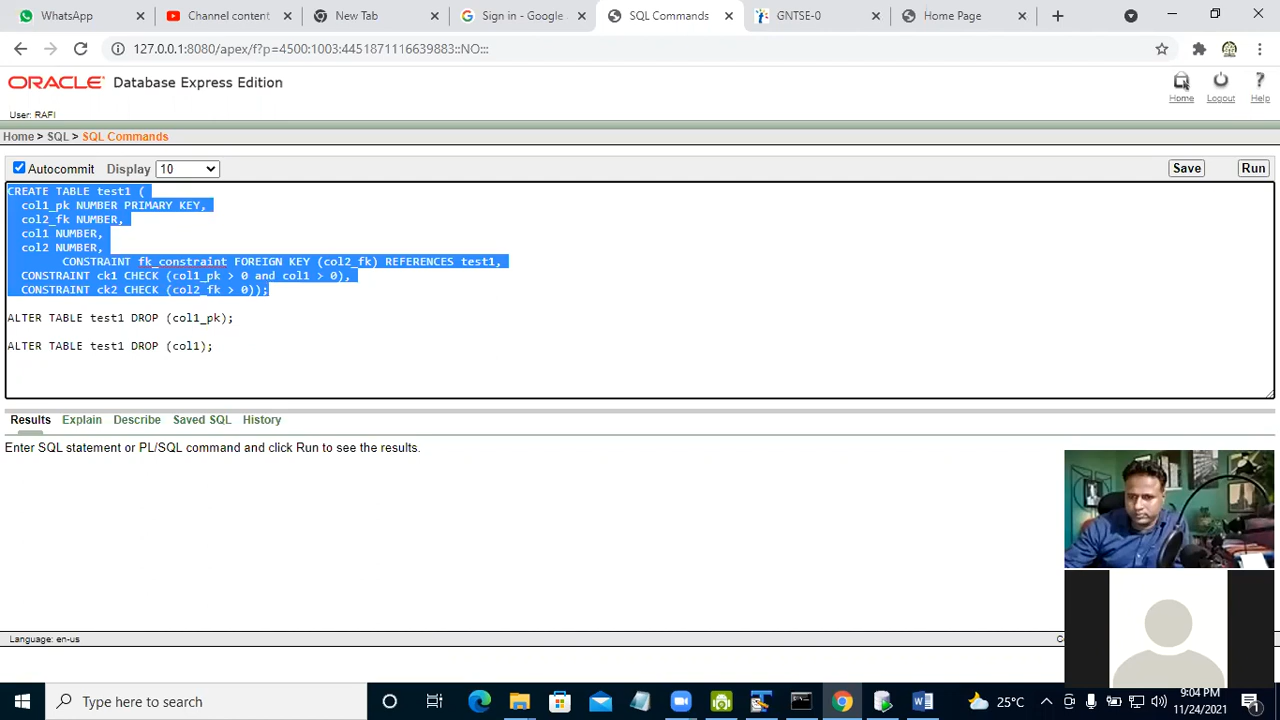 WhatsApp
Channel content
New Tab
Sign in - Google
SQL Commands
GNTSE-0
Home Page
127.0.0.1:8080/apex/f?p=4500:1003:4451871116639883::NO:::
ORACLE Database Express Edition
Home
Logout
Help
User: RAFI
Home > SQL > SQL Commands
Autocommit Display 10
Save
Run
CREATE TABLE test1 (
col1_pk NUMBER PRIMARY KEY,
col2_fk NUMBER,
col1 NUMBER,
col2 NUMBER,
CONSTRAINT fk_constraint FOREIGN KEY (col2_fk) REFERENCES test1,
CONSTRAINT ck1 CHECK (col1_pk > 0 and col1 > 0),
CONSTRAINT ck2 CHECK (col2_fk > 0));
ALTER TABLE test1 DROP (col1_pk);
ALTER TABLE test1 DROP (col1);
Results Explain Describe Saved SQL History
Enter SQL statement or PL/SQL command and click Run to see the results.
Language: en-us
Type here to search
25°C
9:04 PM
11/24/2021